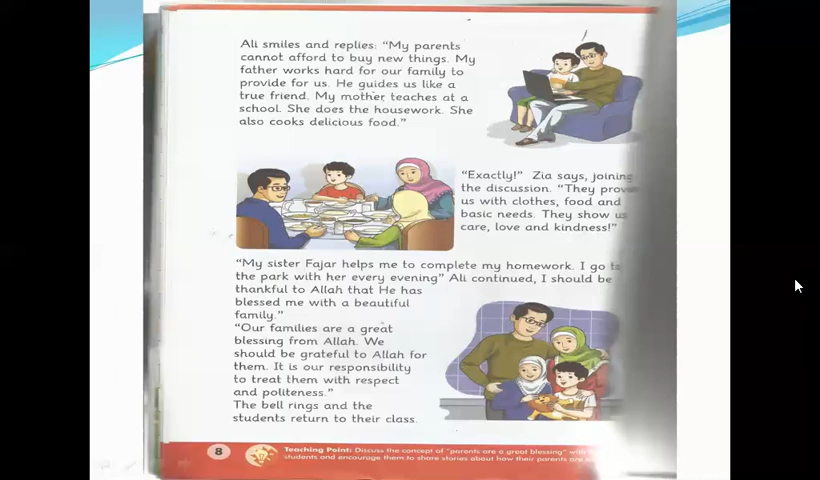 Ali smiles and replies: “My parents
cannot afford to buy new things. My
father works hard for our family to
provide for us. He guides us like a
true friend. My mother teaches at a
school. She does the housework. She
also cooks delicious food.”
“Exactly!” Zia says, joining
the discussion. “They
us with clothes, food and
basic needs. They show us
care, love and kindness!”
“My sister Fajar helps me to complete my homework. I go to
the park with her every evening” Ali continued, I should be
thankful to Allah that He has
blessed me with a beautiful
family.”
“Our families are a great
blessing from Allah. We
should be grateful to Allah for
them. It is our responsibility
to treat them with respect
and politeness.”
The bell rings and the
students return to their class.
8
Teaching Point: Discuss the concept of “parents are a great blessing” with
students and encourage them to share stories about how their parents are